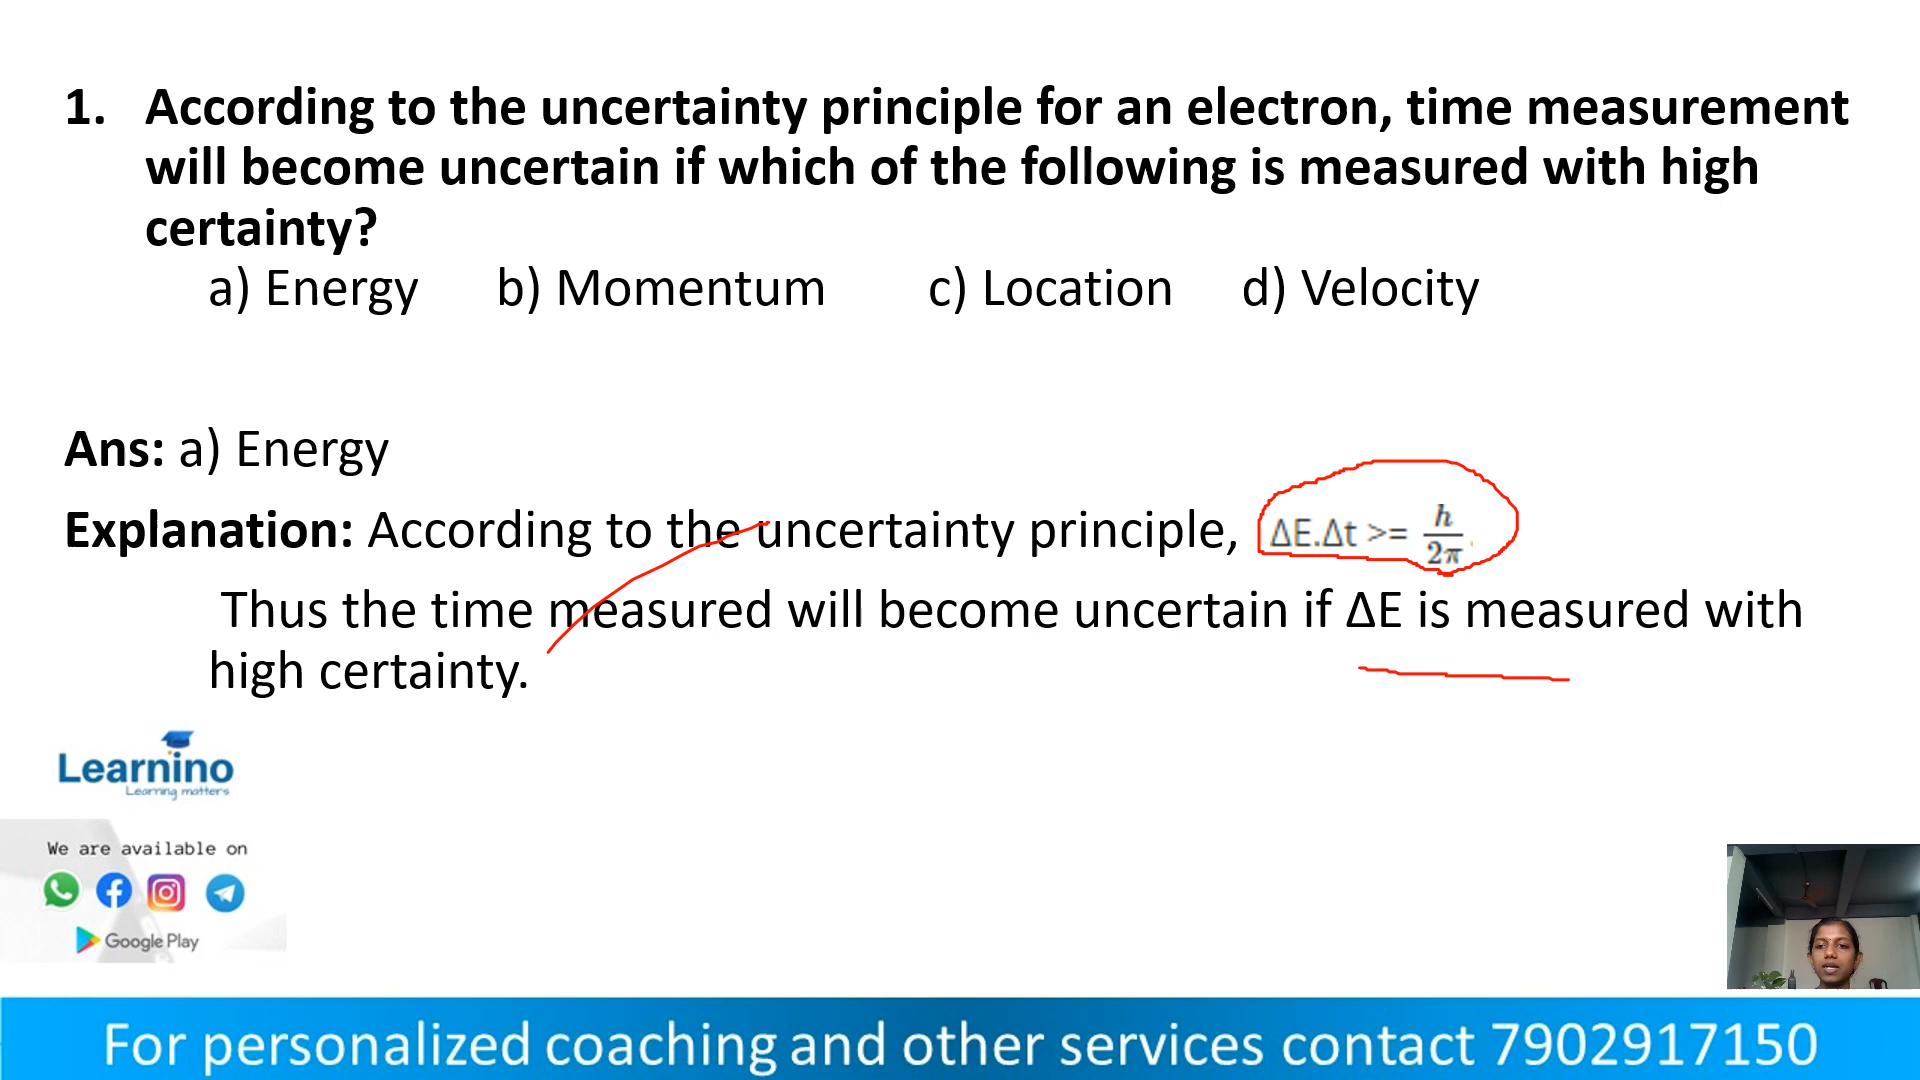 1. According to the uncertainty principle for an electron, time measurement
will become uncertain if which of the following is measured with high
certainty?
a) Energy b) Momentum c) Location d) Velocity
Ans: a) Energy
Explanation: According to the uncertainty principle, ΔE.Δt >= h/2π.
Thus the time measured will become uncertain if ΔE is measured with
high certainty.
Learnino
Learning matters
We are available on
Google Play
For personalized coaching and other services contact 7902917150